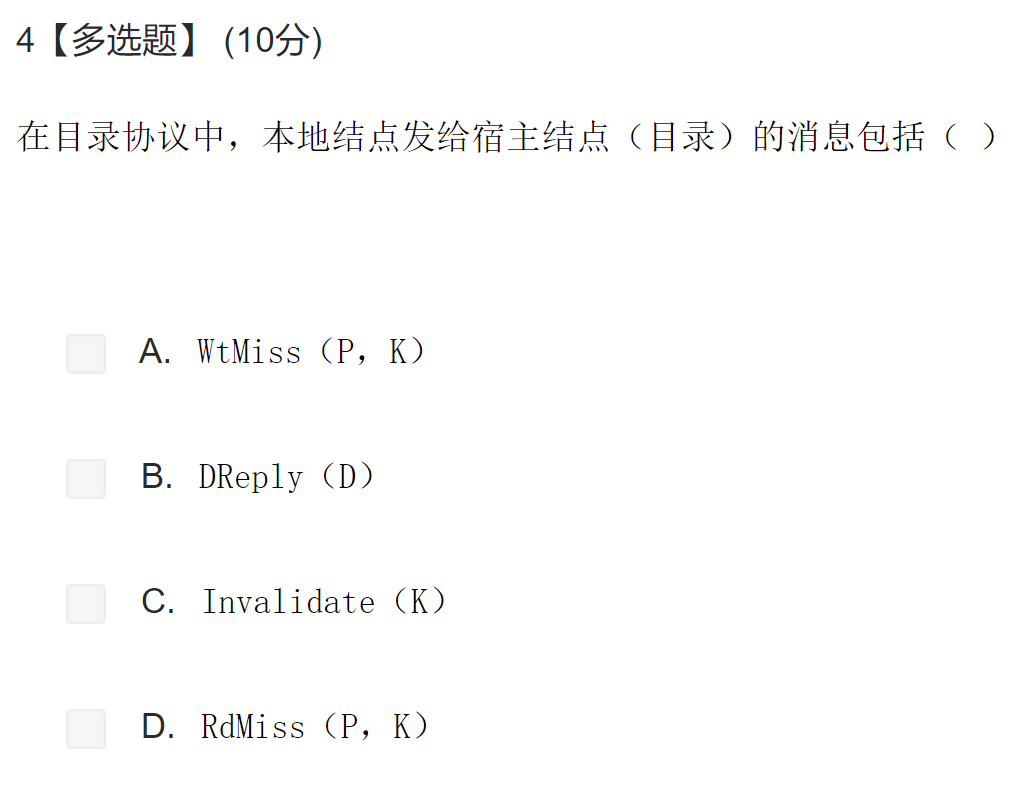 4【多选题】 (10分)
在目录协议中，本地结点发给宿主结点（目录）的消息包括（ ）
A. WtMiss（P，K）
B. DReply（D）
C. Invalidate（K）
D. RdMiss（P，K）